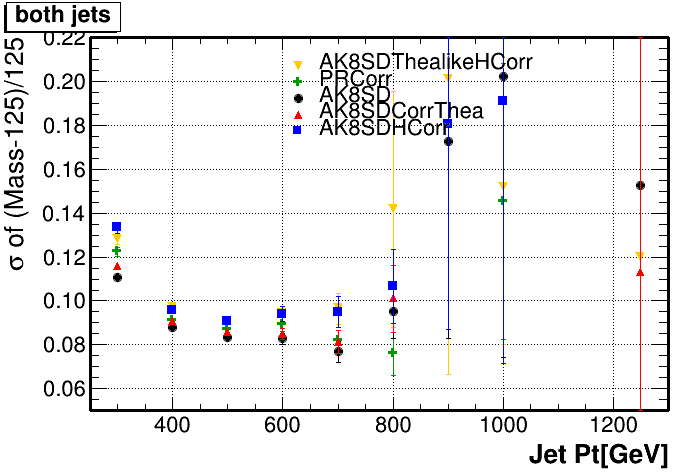 both jets
σ of (Mass-125)/125
0.22
0.20
0.18
0.16
0.14
0.12
0.10
0.08
0.06
AK8SDThealikeHCorr
PRCorr
AK8SD
AK8SDCorrThea
AK8SDHCorr
400 600 800 1000 1200
Jet Pt[GeV]